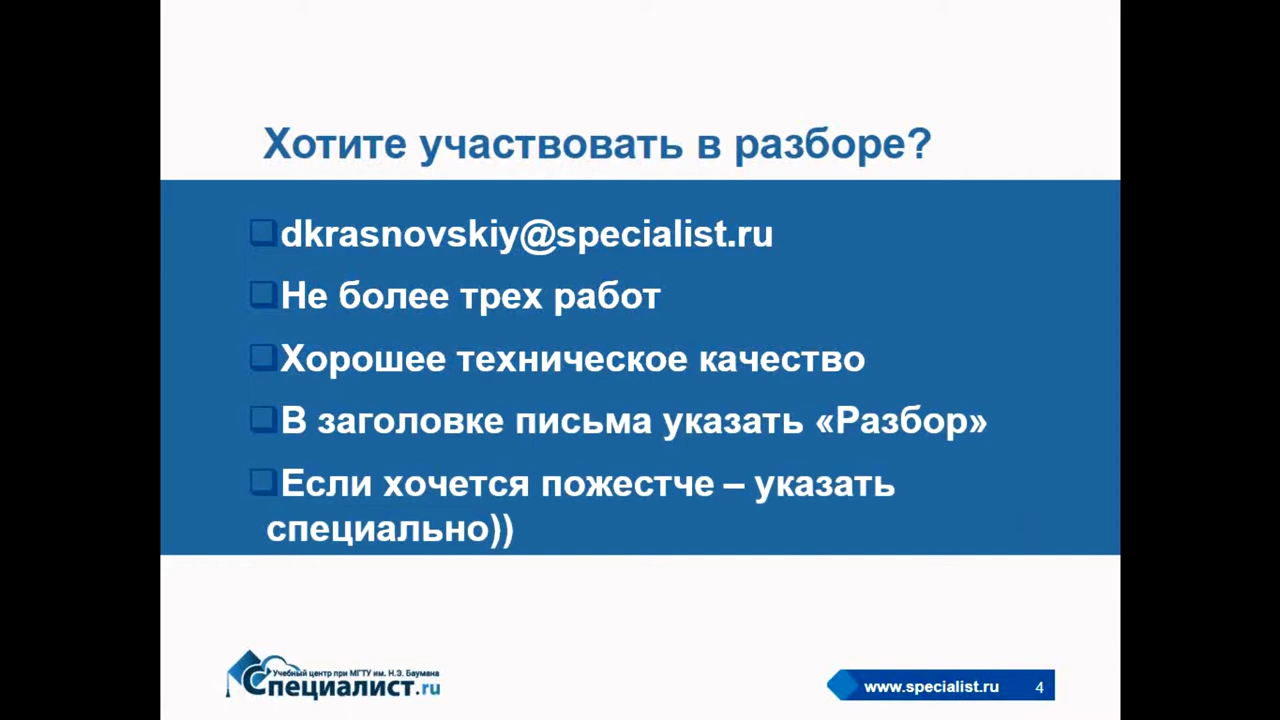 Хотите участвовать в разборе?
dkrasnovskiy@specialist.ru
Не более трех работ
Хорошее техническое качество
В заголовке письма указать «Разбор»
Если хочется пожестче – указать
специально))
Учебный центр при МГТУ им. Н.Э. Баумана
Специалист.ru
www.specialist.ru 4